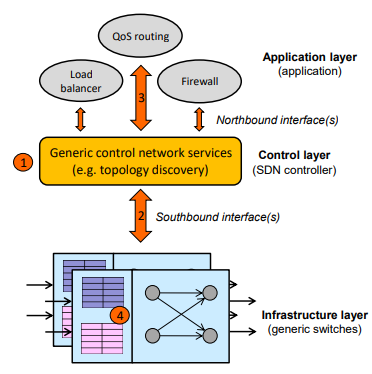 QoS routing
Application layer
(application)
Load
balancer
Firewall
3
Northbound interface(s)
1
Generic control network services
(e.g. topology discovery)
Control layer
(SDN controller)
2
Southbound interface(s)
4
Infrastructure layer
(generic switches)